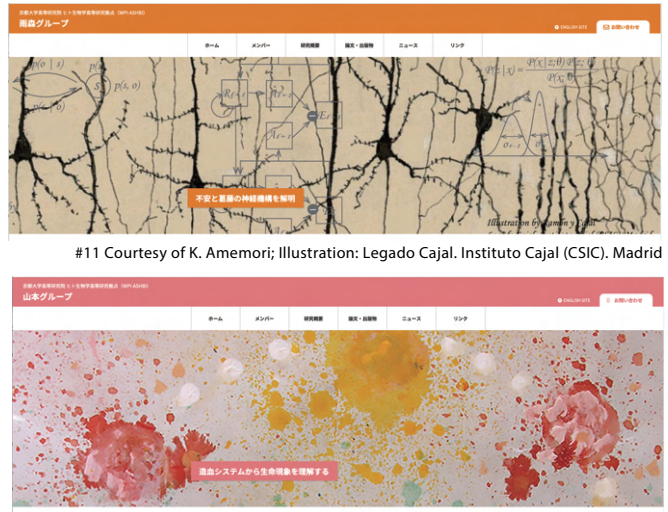 京都大学高等研究院 ヒト生物学高等研究拠点（WPI-ASHBi）
雨森グループ
ENGLISH SITE
お問い合わせ
ホーム メンバー 研究概要 論文・出版物 ニュース リンク
不安と葛藤の神経機構を解明
Illustration by Ramón y Cajal
#11 Courtesy of K. Amemori; Illustration: Legado Cajal. Instituto Cajal (CSIC). Madrid
京都大学高等研究院 ヒト生物学高等研究拠点（WPI-ASHBi）
山本グループ
ENGLISH SITE
お問い合わせ
ホーム メンバー 研究概要 論文・出版物 ニュース リンク
造血システムから生命現象を理解する